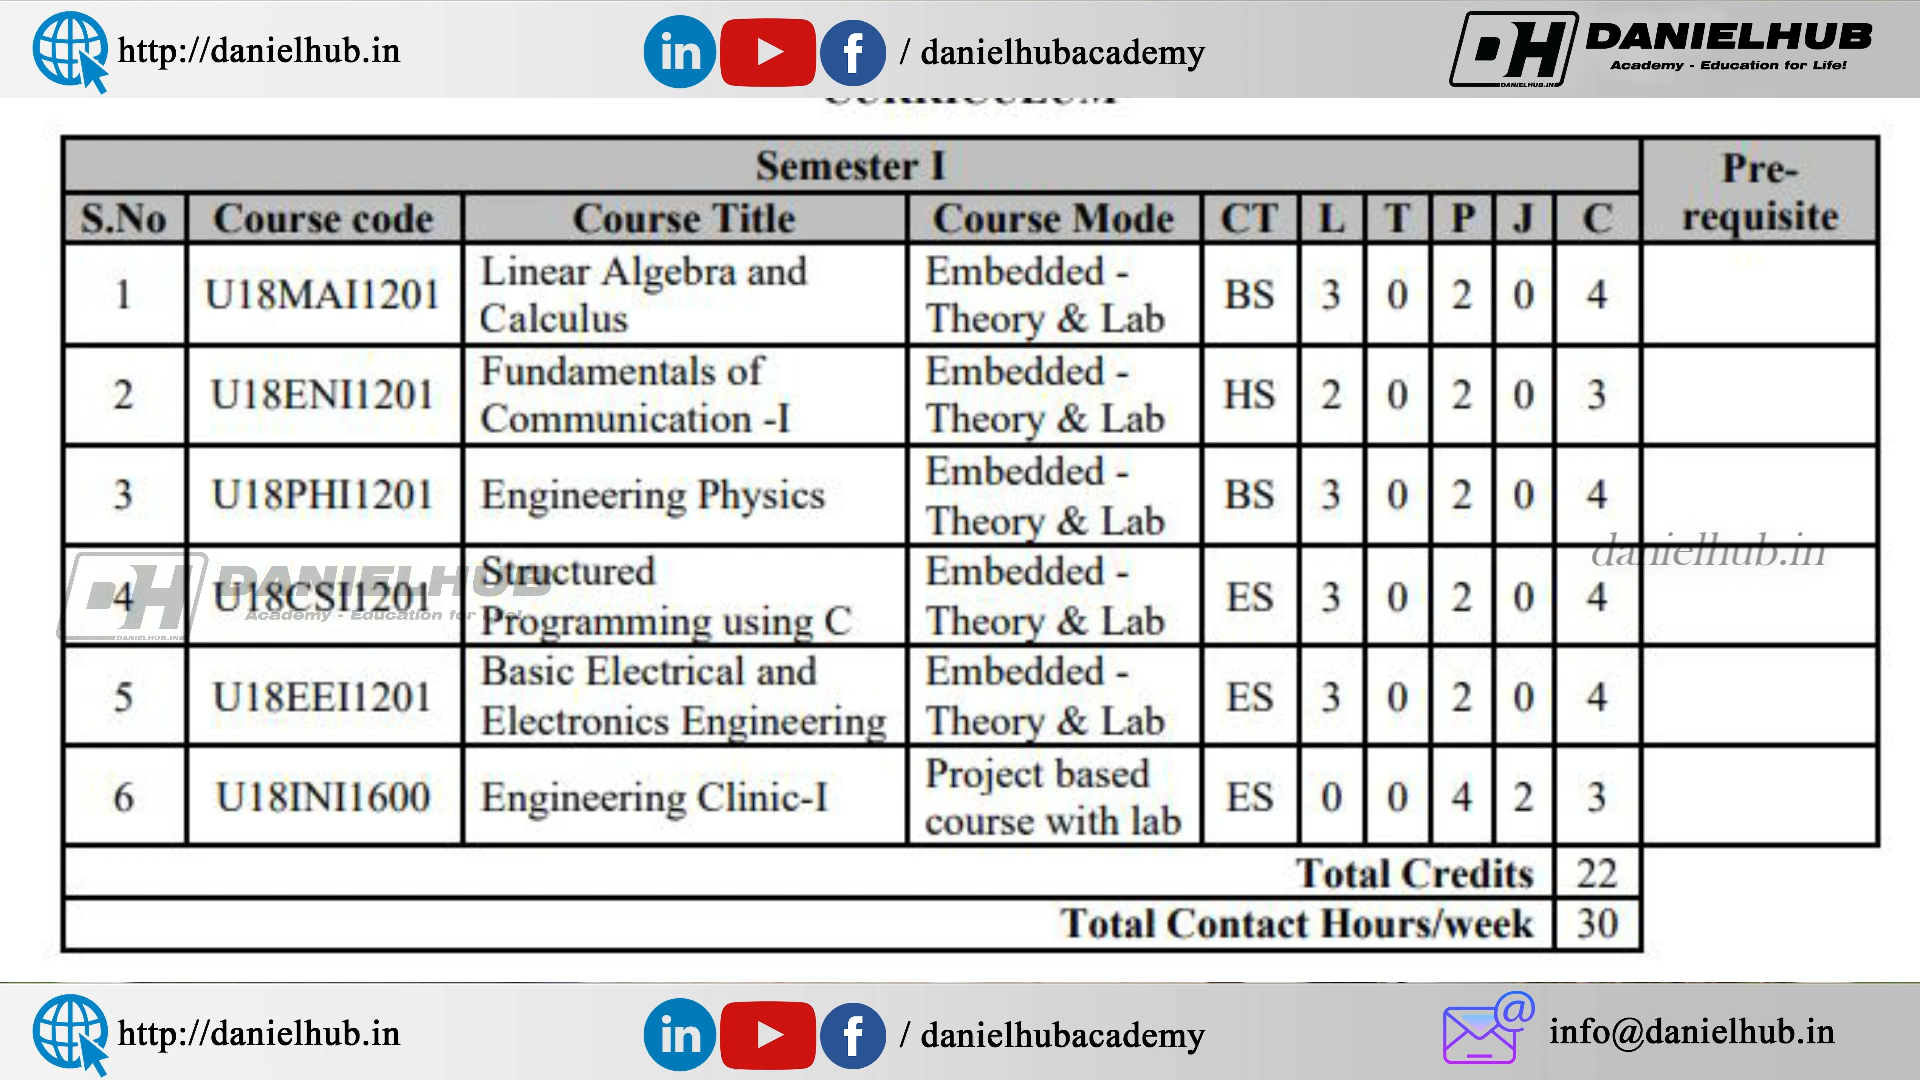 http://danielhub.in
/ danielhubacademy
DH DANIELHUB
Academy - Education for Life!
DANIELHUB.IN
CURRICULUM
Semester I Pre-requisite
S.No Course code Course Title Course Mode CT L T P J C
1 U18MAI1201 Linear Algebra and Calculus Embedded - Theory & Lab BS 3 0 2 0 4
2 U18ENI1201 Fundamentals of Communication -I Embedded - Theory & Lab HS 2 0 2 0 3
3 U18PHI1201 Engineering Physics Embedded - Theory & Lab BS 3 0 2 0 4
4 U18CSI1201 Structured Programming using C Embedded - Theory & Lab ES 3 0 2 0 4
5 U18EEI1201 Basic Electrical and Electronics Engineering Embedded - Theory & Lab ES 3 0 2 0 4
6 U18INI1600 Engineering Clinic-I Project based course with lab ES 0 0 4 2 3
Total Credits 22
Total Contact Hours/week 30
danielhub.in
DH DANIELHUB
Academy - Education for Life!
DANIELHUB.IN
http://danielhub.in
/ danielhubacademy
info@danielhub.in